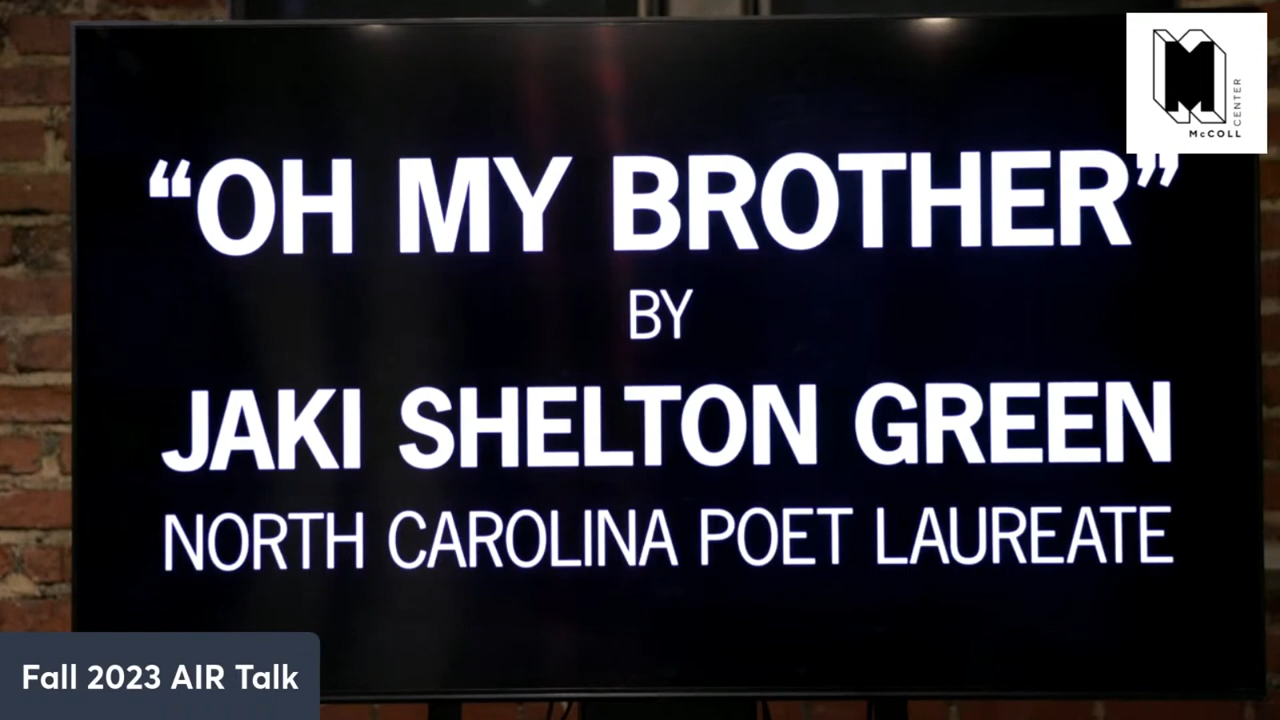 “OH MY BROTHER”
BY
JAKI SHELTON GREEN
NORTH CAROLINA POET LAUREATE
McCOLL
CENTER
Fall 2023 AIR Talk